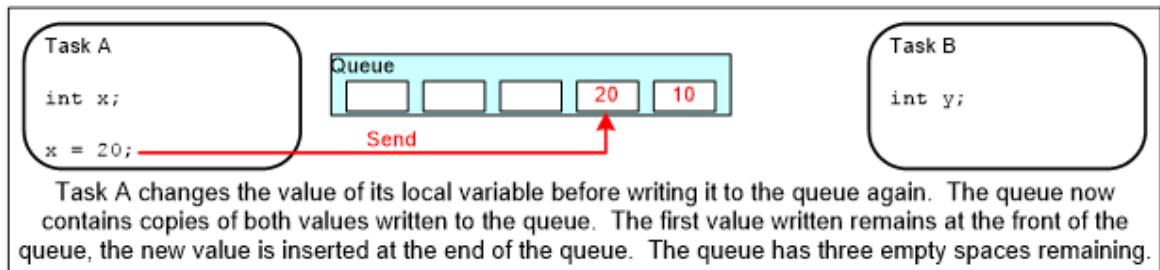 Task A
int x;
x = 20;
Queue
20 10
Send
Task B
int y;
Task A changes the value of its local variable before writing it to the queue again. The queue now
contains copies of both values written to the queue. The first value written remains at the front of the
queue, the new value is inserted at the end of the queue. The queue has three empty spaces remaining.